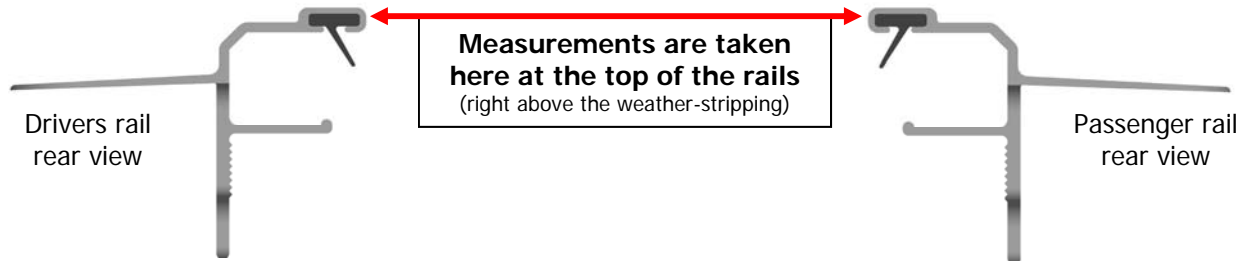 Measurements are taken
here at the top of the rails
(right above the weather-stripping)
Drivers rail
rear view
Passenger rail
rear view